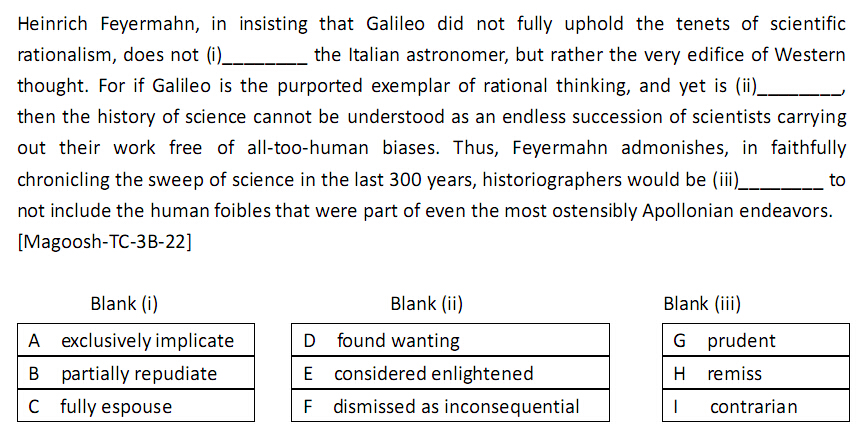 Heinrich Feyermahn, in insisting that Galileo did not fully uphold the tenets of scientific
rationalism, does not (i)________ the Italian astronomer, but rather the very edifice of Western
thought. For if Galileo is the purported exemplar of rational thinking, and yet is (ii)________,
then the history of science cannot be understood as an endless succession of scientists carrying
out their work free of all-too-human biases. Thus, Feyermahn admonishes, in faithfully
chronicling the sweep of science in the last 300 years, historiographers would be (iii)________ to
not include the human foibles that were part of even the most ostensibly Apollonian endeavors.
[Magoosh-TC-3B-22]
Blank (i) Blank (ii) Blank (iii)
A exclusively implicate D found wanting G prudent
B partially repudiate E considered enlightened H remiss
C fully espouse F dismissed as inconsequential I contrarian